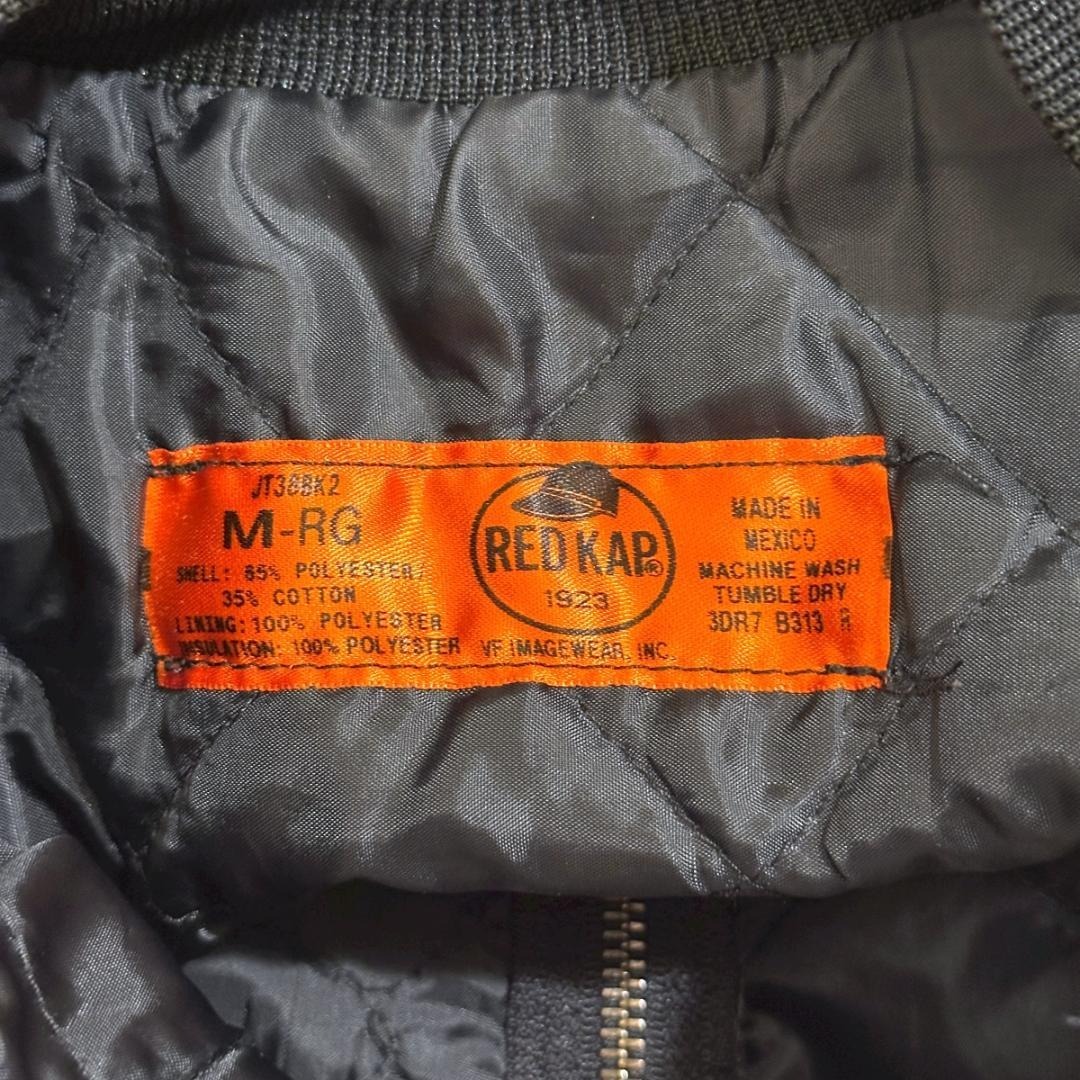 JT38BK2
M-RG
SHELL: 65% POLYESTER/
35% COTTON
LINING: 100% POLYESTER
INSULATION: 100% POLYESTER
RED KAP®
1923
VF IMAGEWEAR, INC.
MADE IN
MEXICO
MACHINE WASH
TUMBLE DRY
3DR7 B313 R